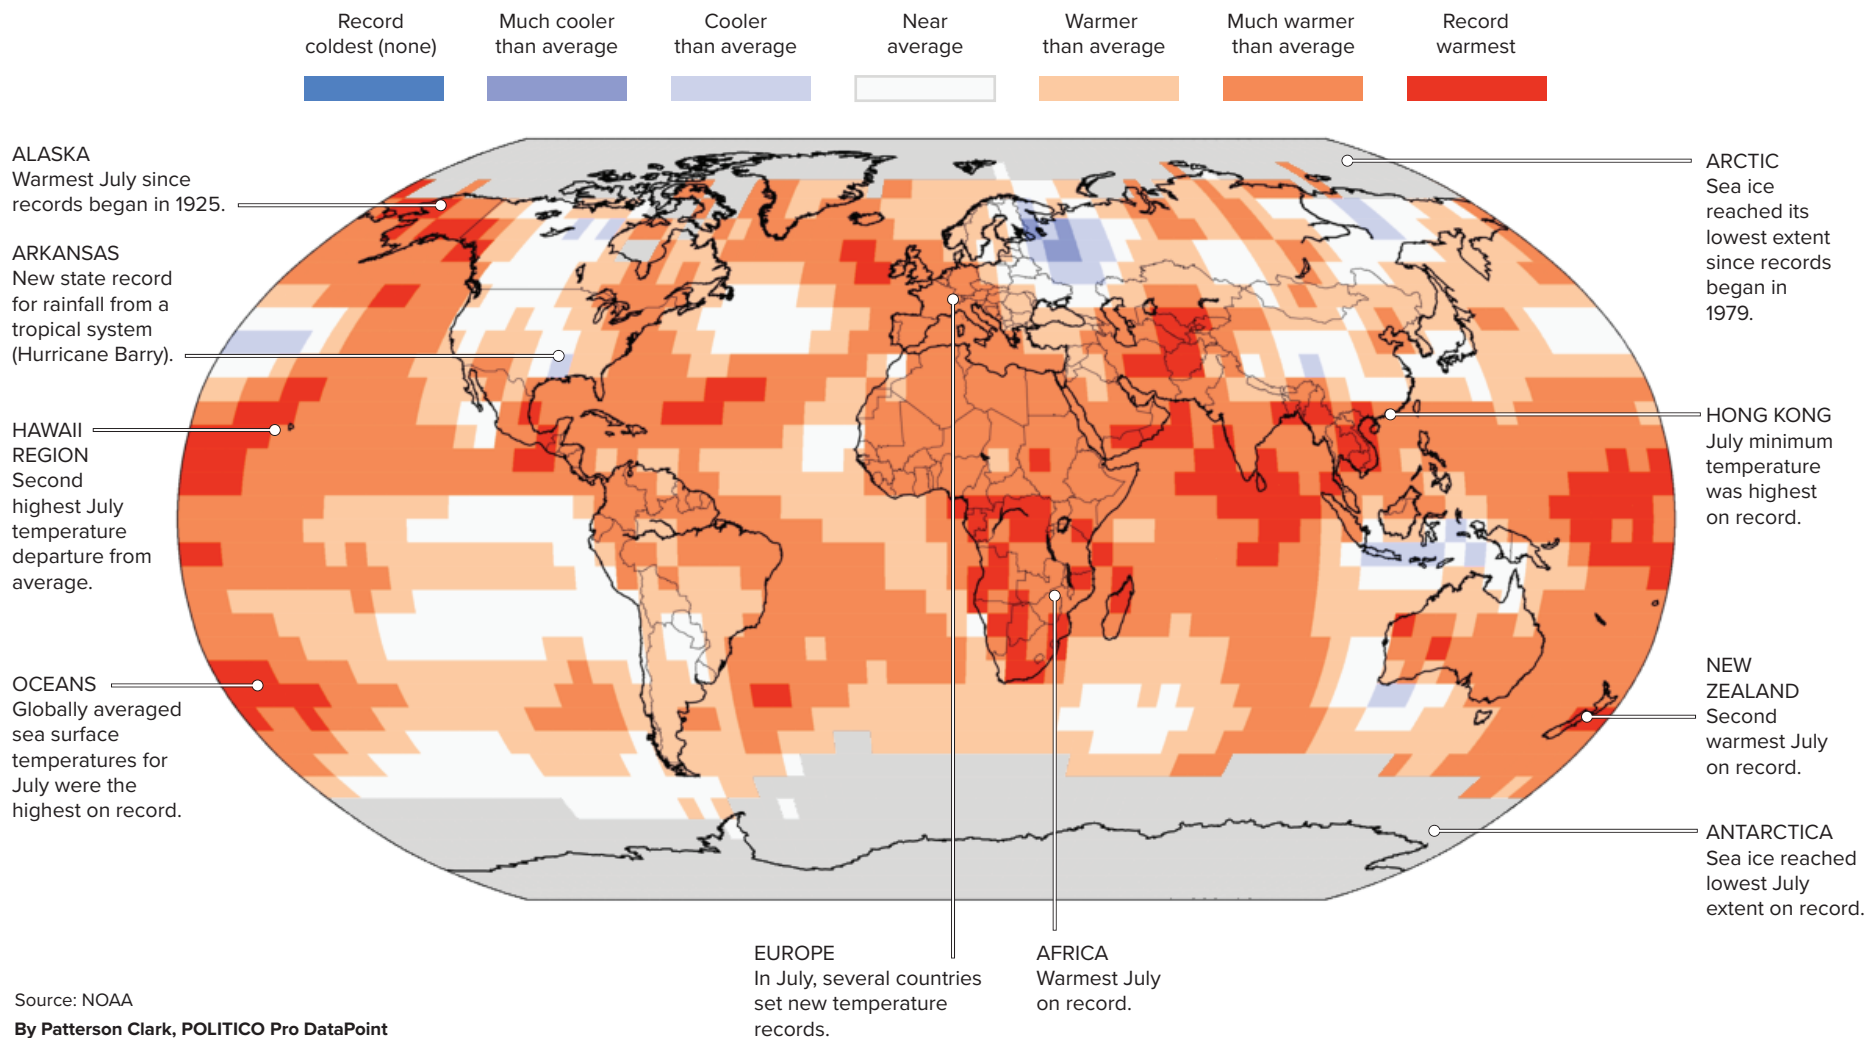 Record
coldest (none)
Much cooler
than average
Cooler
than average
Near
average
Warmer
than average
Much warmer
than average
Record
warmest
ALASKA
Warmest July since
records began in 1925.
ARKANSAS
New state record
for rainfall from a
tropical system
(Hurricane Barry).
HAWAII
REGION
Second
highest July
temperature
departure from
average.
OCEANS
Globally averaged
sea surface
temperatures for
July were the
highest on record.
ARCTIC
Sea ice
reached its
lowest extent
since records
began in
1979.
HONG KONG
July minimum
temperature
was highest
on record.
NEW
ZEALAND
Second
warmest July
on record.
ANTARCTICA
Sea ice reached
lowest July
extent on record.
EUROPE
In July, several countries
set new temperature
records.
AFRICA
Warmest July
on record.
Source: NOAA
By Patterson Clark, POLITICO Pro DataPoint